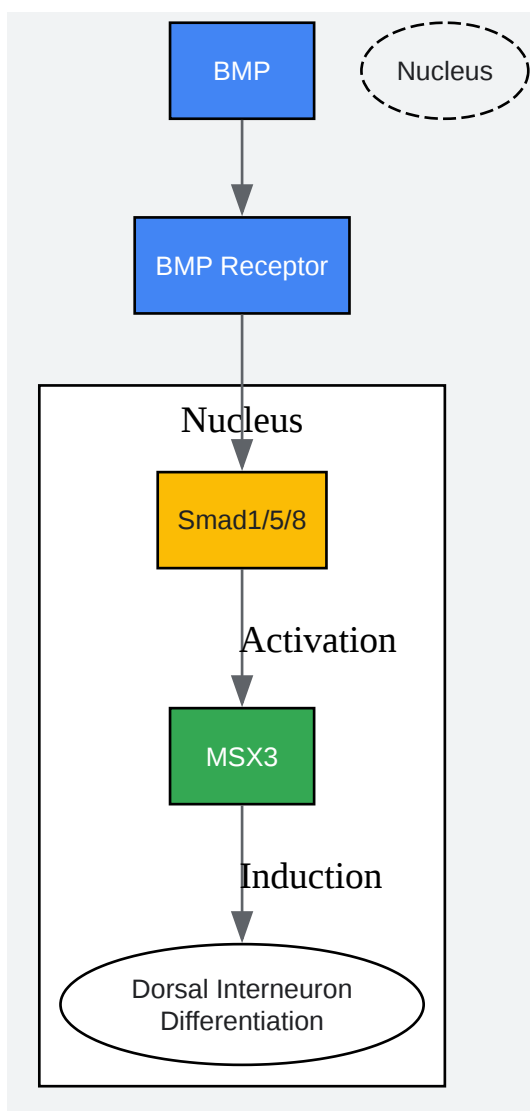 BMP
Nucleus
BMP Receptor
Nucleus
Smad1/5/8
Activation
MSX3
Induction
Dorsal Interneuron
Differentiation